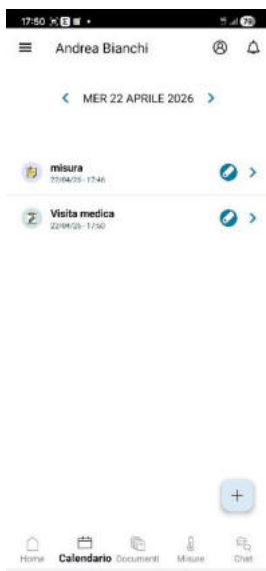 17:50
79
Andrea Bianchi
MER 22 APRILE 2026
misura
22/04/26 - 17:46
Visita medica
22/04/26 - 17:50
Home Calendario Documenti Misure Chat